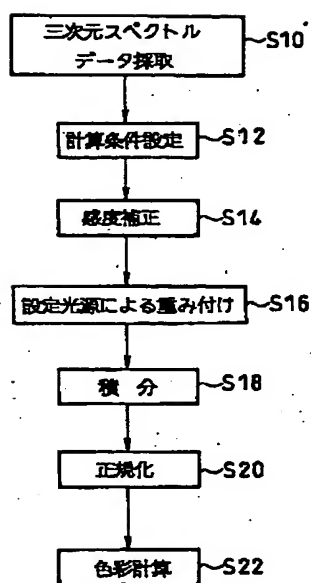 三次元スペクトル
データ採取
S10
計算条件設定
S12
感度補正
S14
設定光源による重み付け
S16
積 分
S18
正規化
S20
色彩計算
S22